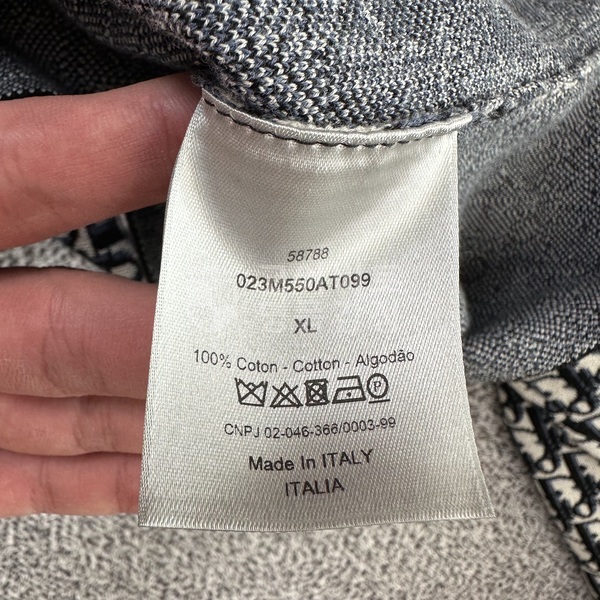 58788
023M550AT099
XL
100% Coton - Cotton - Algodão
P
CNPJ 02-046-366/0003-99
Made In ITALY
ITALIA